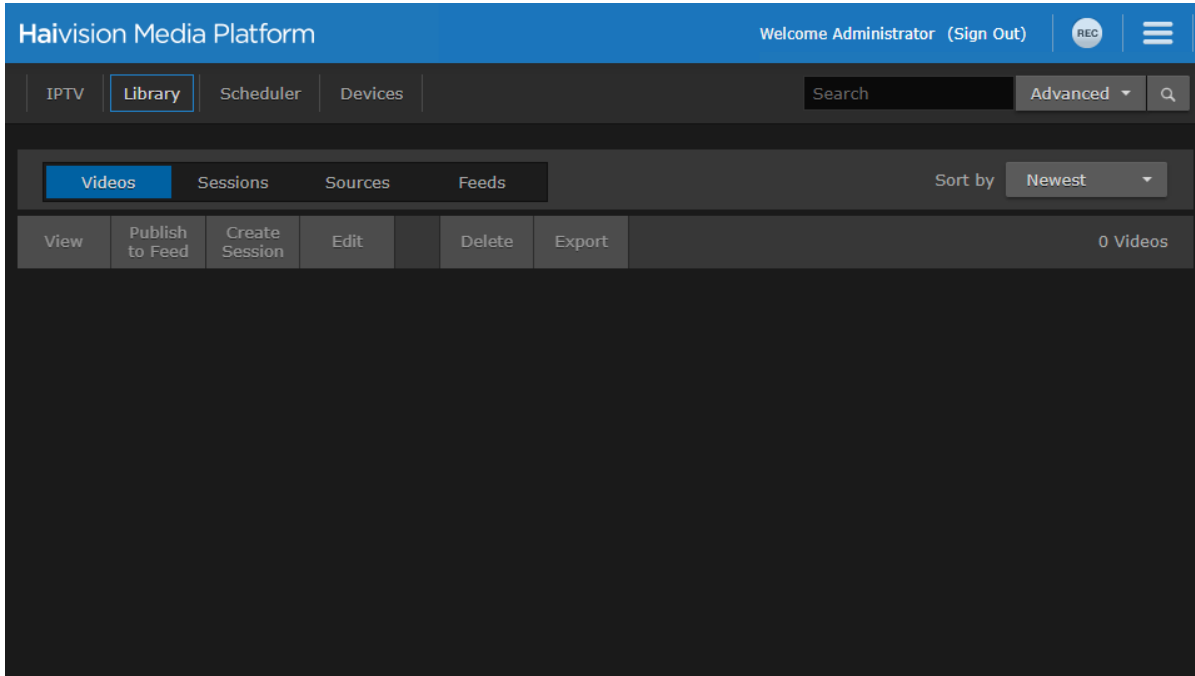 Haivision Media Platform
Welcome Administrator (Sign Out)
REC
IPTV
Library
Scheduler
Devices
Search
Advanced
Videos
Sessions
Sources
Feeds
Sort by
Newest
View
Publish
to Feed
Create
Session
Edit
Delete
Export
0 Videos